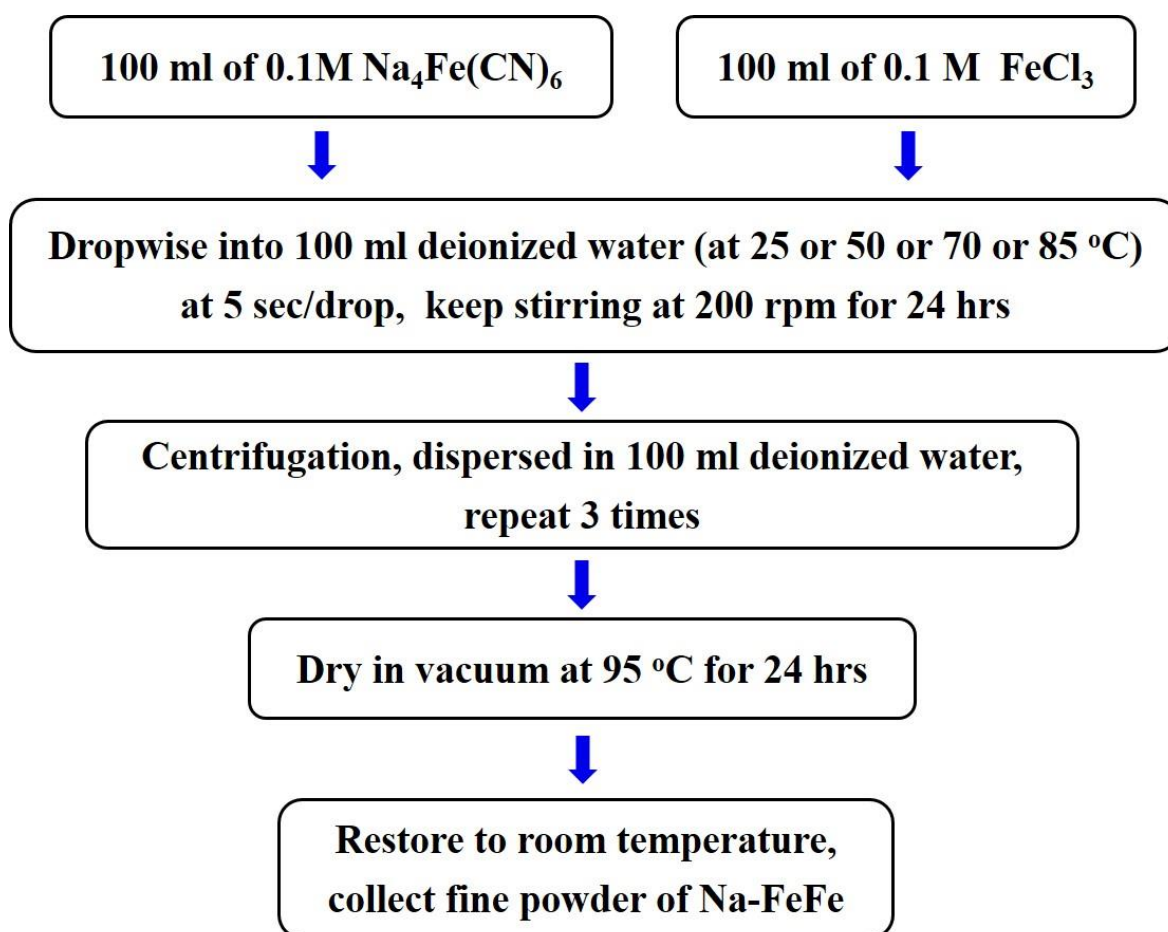 100 ml of 0.1M Na₄Fe(CN)₆
100 ml of 0.1 M FeCl₃
Dropwise into 100 ml deionized water (at 25 or 50 or 70 or 85 ᵒC)
at 5 sec/drop, keep stirring at 200 rpm for 24 hrs
Centrifugation, dispersed in 100 ml deionized water,
repeat 3 times
Dry in vacuum at 95 ᵒC for 24 hrs
Restore to room temperature,
collect fine powder of Na-FeFe